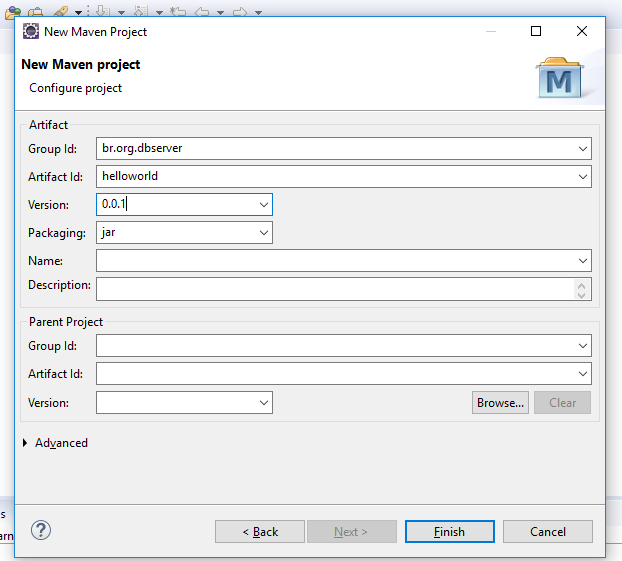 New Maven Project
New Maven project
Configure project
M
Artifact
Group Id: br.org.dbserver
Artifact Id: helloworld
Version: 0.0.1
Packaging: jar
Name:
Description:
Parent Project
Group Id:
Artifact Id:
Version: Browse... Clear
Advanced
s
arn
? < Back Next > Finish Cancel